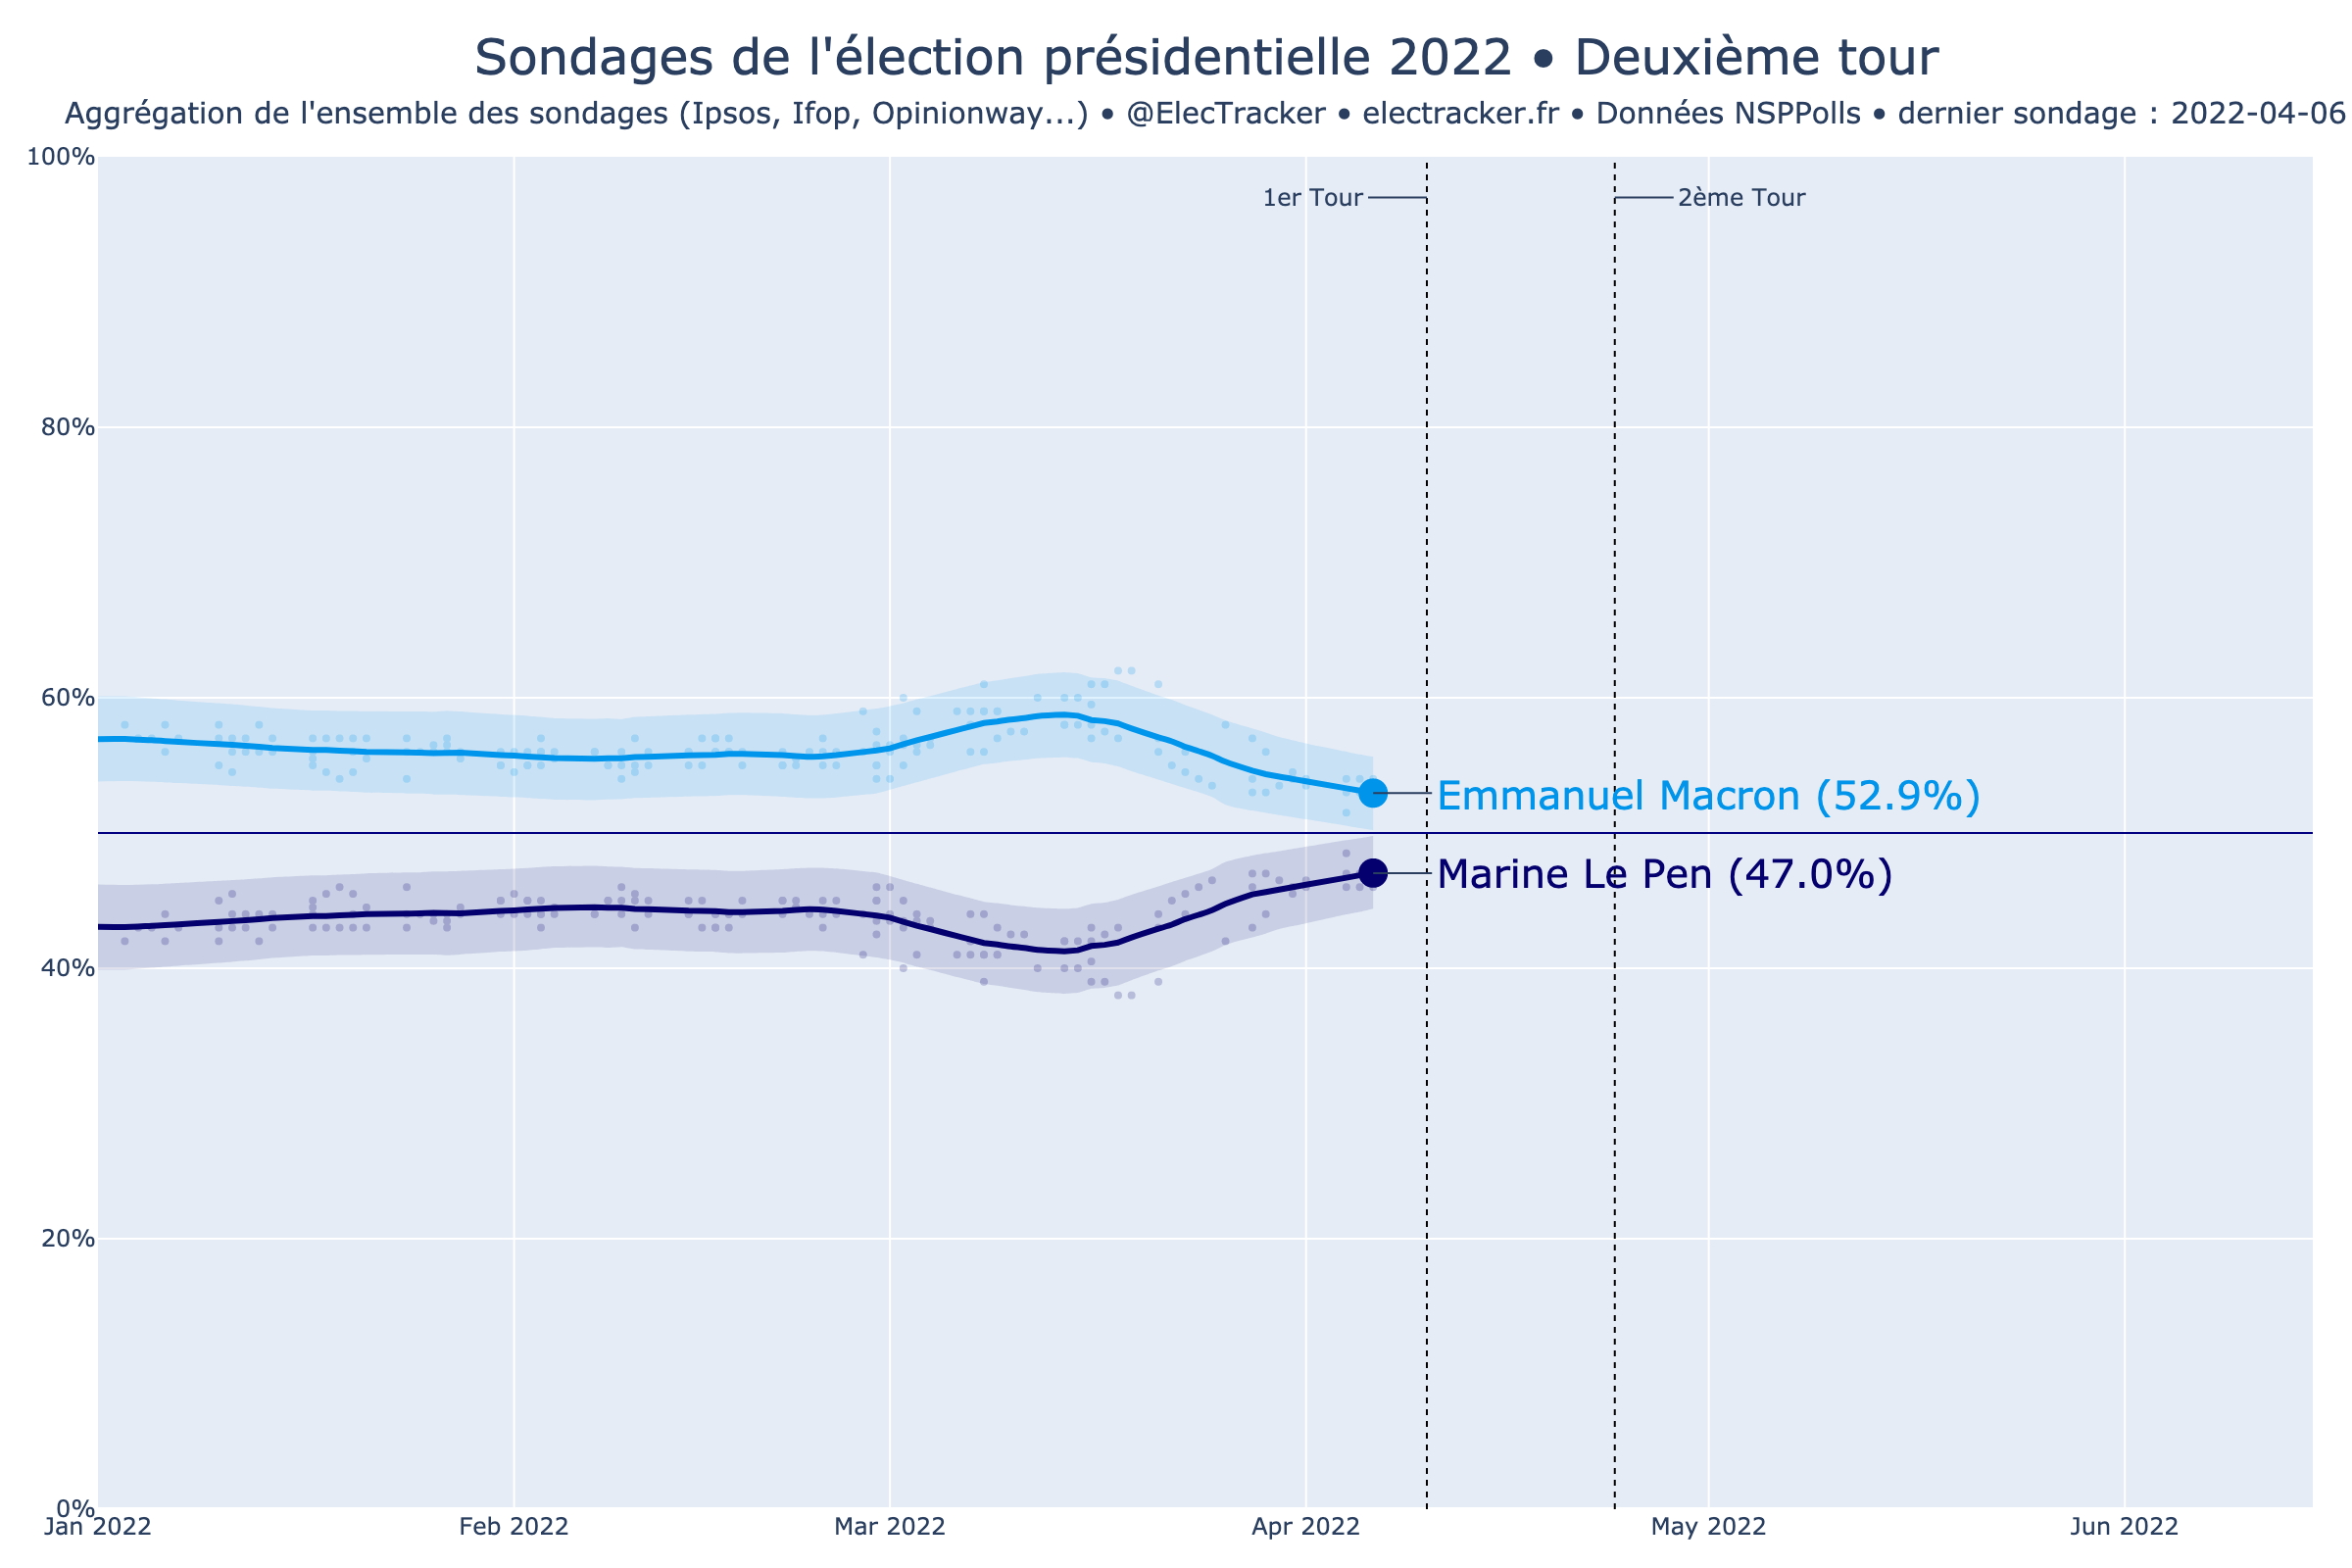 Sondages de l'élection présidentielle 2022 • Deuxième tour
Aggrégation de l'ensemble des sondages (Ipsos, Ifop, Opinionway...) • @ElecTracker • electracker.fr • Données NSPPolls • dernier sondage : 2022-04-06
100%
1er Tour
2ème Tour
80%
60%
Emmanuel Macron (52.9%)
Marine Le Pen (47.0%)
40%
20%
0%
Jan 2022
Feb 2022
Mar 2022
Apr 2022
May 2022
Jun 2022